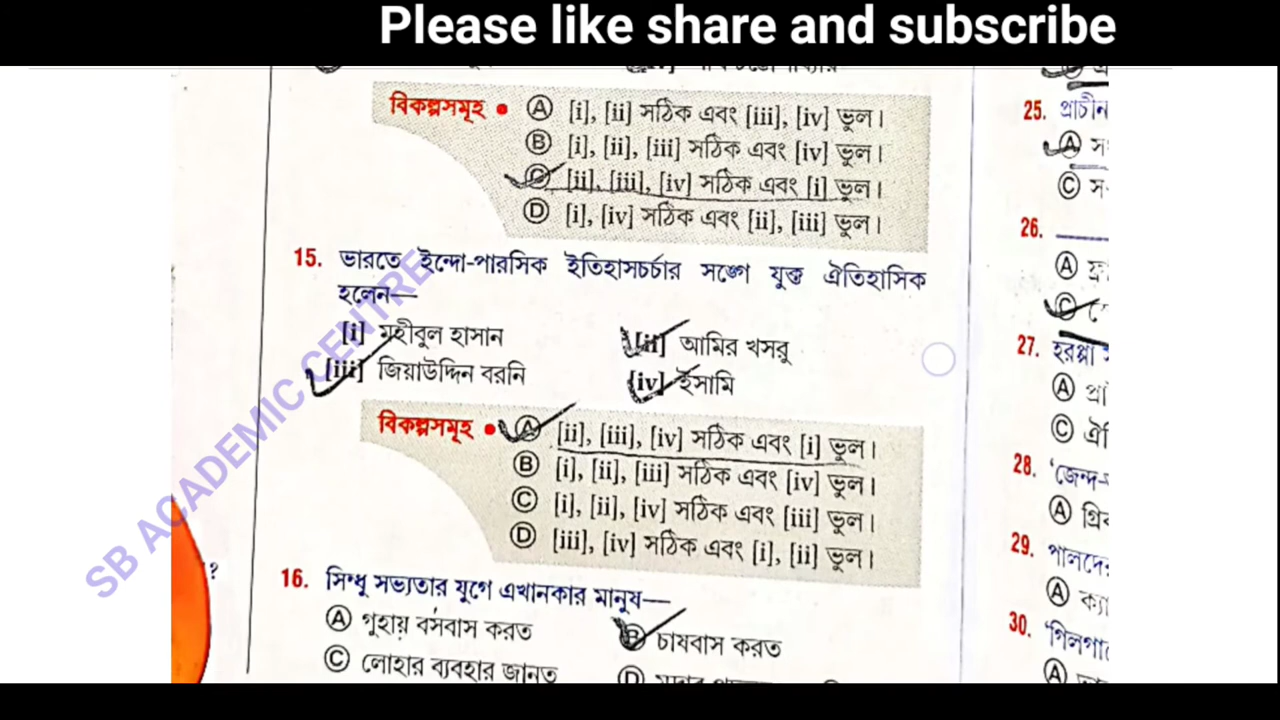 Please like share and subscribe
বিকল্পসমূহ • Ⓐ [i], [ii] সঠিক এবং [iii], [iv] ভুল।
Ⓑ [i], [ii], [iii] সঠিক এবং [iv] ভুল।
Ⓒ [ii], [iii], [iv] সঠিক এবং [i] ভুল।
Ⓓ [i], [iv] সঠিক এবং [ii], [iii] ভুল।
15. ভারতে ইন্দো-পারসিক ইতিহাসচর্চার সঙ্গে যুক্ত ঐতিহাসিক
হলেন—
[i] মহীবুল হাসান [ii] আমির খসরু
[iii] জিয়াউদ্দিন বরনি [iv] ইসামি
বিকল্পসমূহ • Ⓐ [ii], [iii], [iv] সঠিক এবং [i] ভুল।
Ⓑ [i], [ii], [iii] সঠিক এবং [iv] ভুল।
Ⓒ [i], [ii], [iv] সঠিক এবং [iii] ভুল।
Ⓓ [iii], [iv] সঠিক এবং [i], [ii] ভুল।
16. সিন্ধু সভ্যতার যুগে এখানকার মানুষ—
Ⓐ গুহায় বসবাস করত Ⓑ চাষবাস করত
Ⓒ লোহার ব্যবহার জানত Ⓓ
?
25. প্রাচীন
Ⓐ
Ⓒ
26.
Ⓐ
Ⓒ
27. হরপ্পা
Ⓐ
Ⓒ
28. 'জেন্দ-
Ⓐ
29. পালদের
Ⓐ
30.
Ⓐ
SB ACADEMIC CENTRE